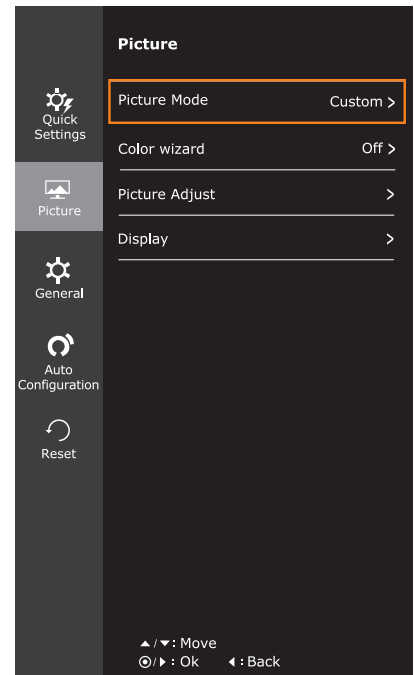 Picture
Quick
Settings
Picture
General
Auto
Configuration
Reset
Picture Mode Custom >
Color wizard Off >
Picture Adjust >
Display >
▲/▼: Move
◉/▶ : Ok ◀ : Back